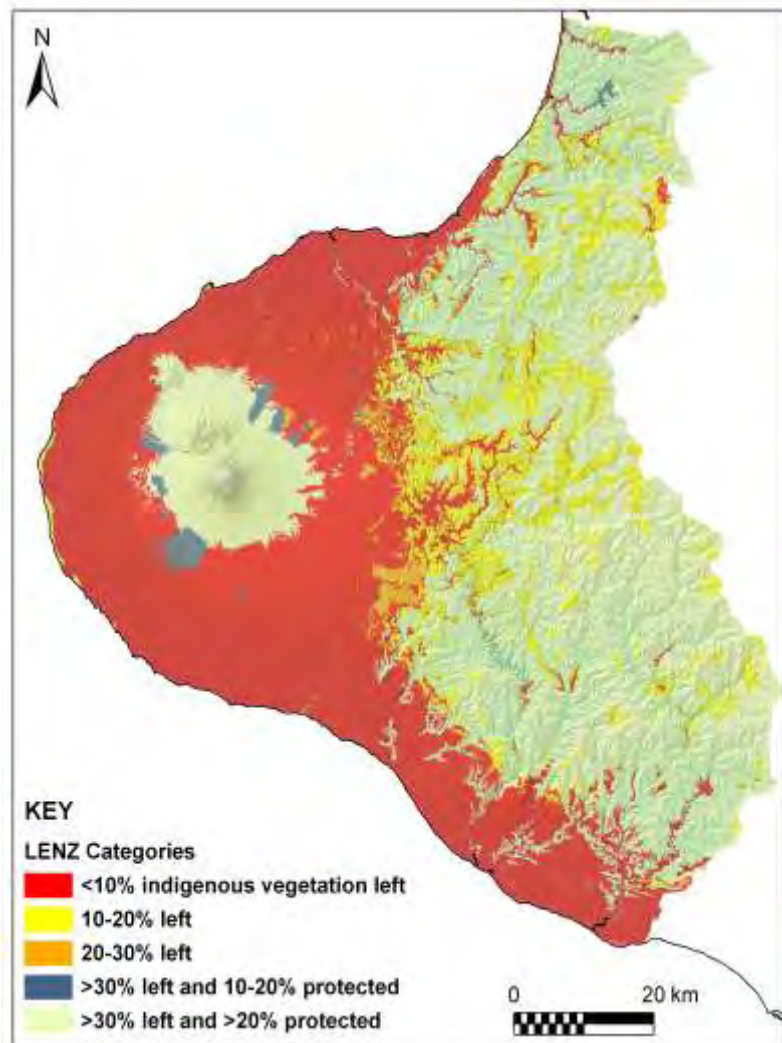 N
KEY
LENZ Categories
<10% indigenous vegetation left
10-20% left
20-30% left
>30% left and 10-20% protected
>30% left and >20% protected
0 20 km